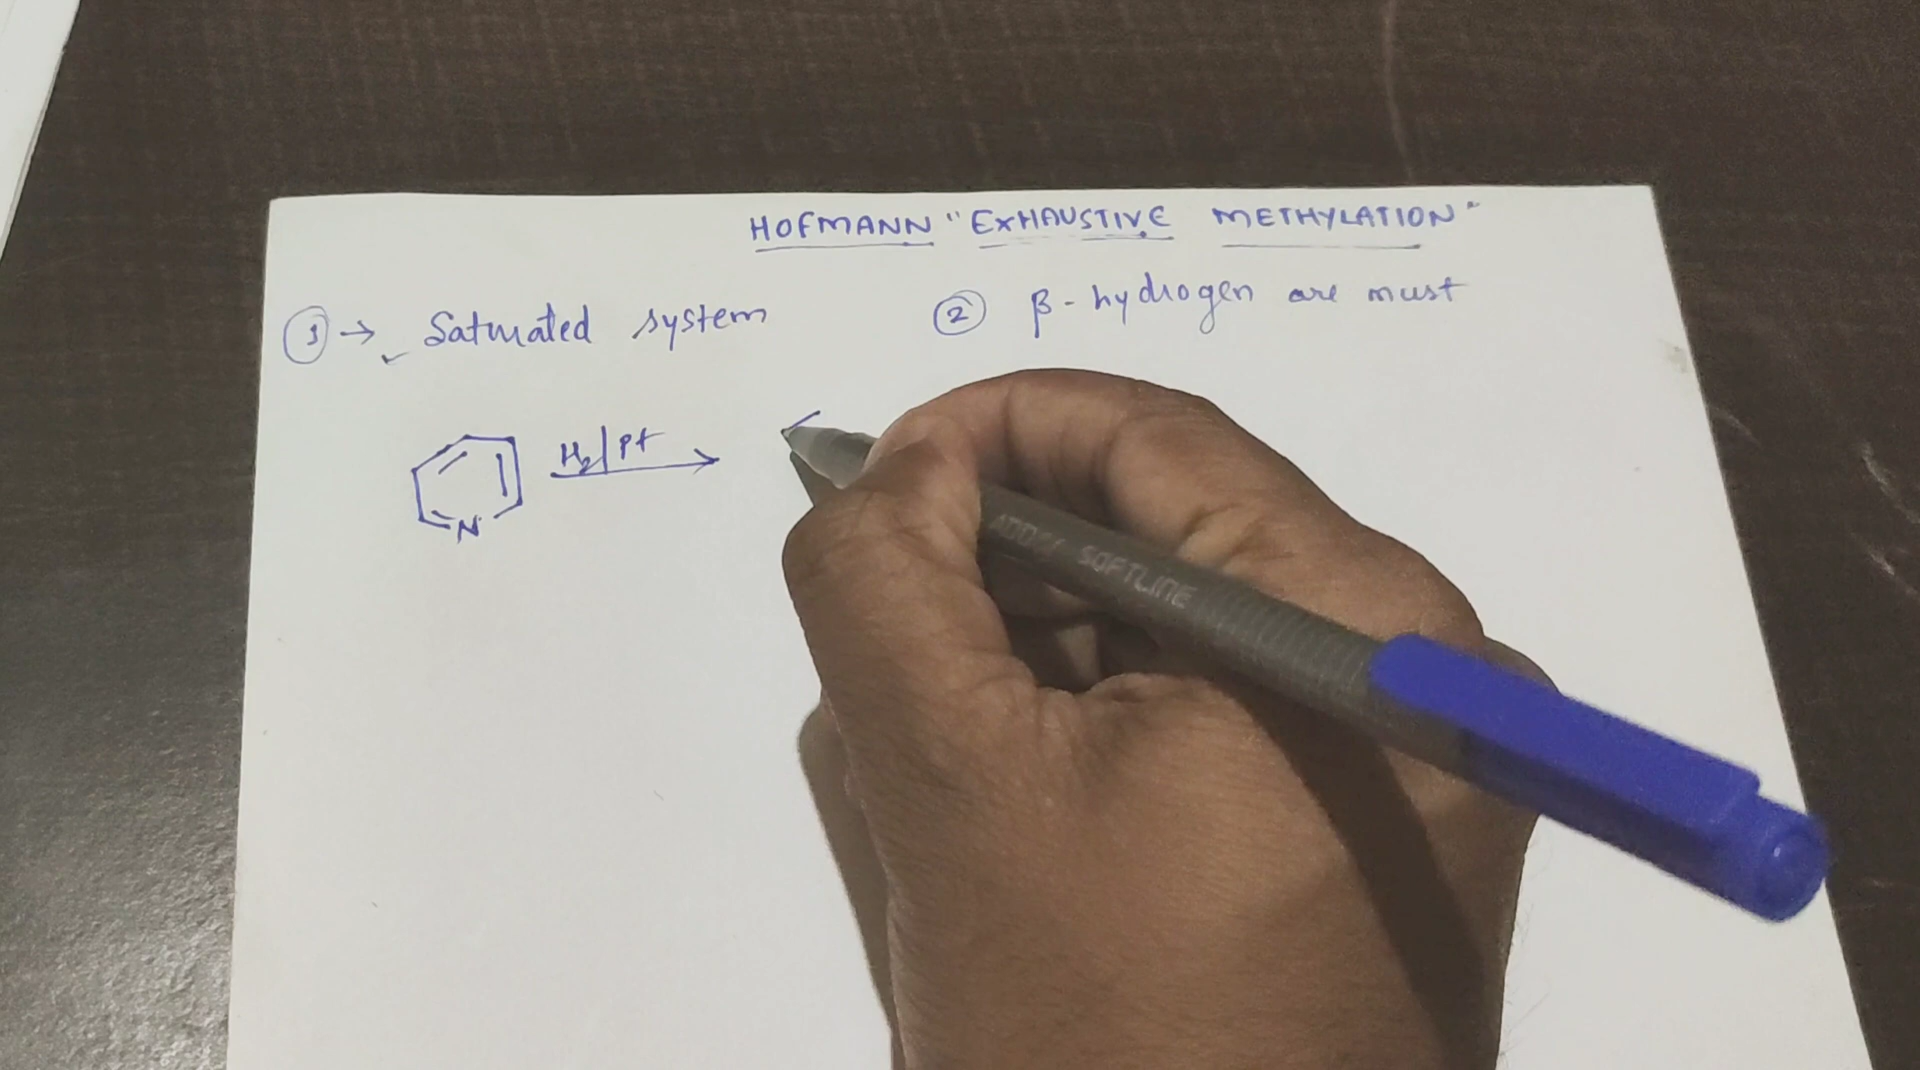 HOFMANN "EXHAUSTIVE METHYLATION"
1 → Saturated system
2 β-hydrogen are must
H₂/Pt
N
SOFTLINE